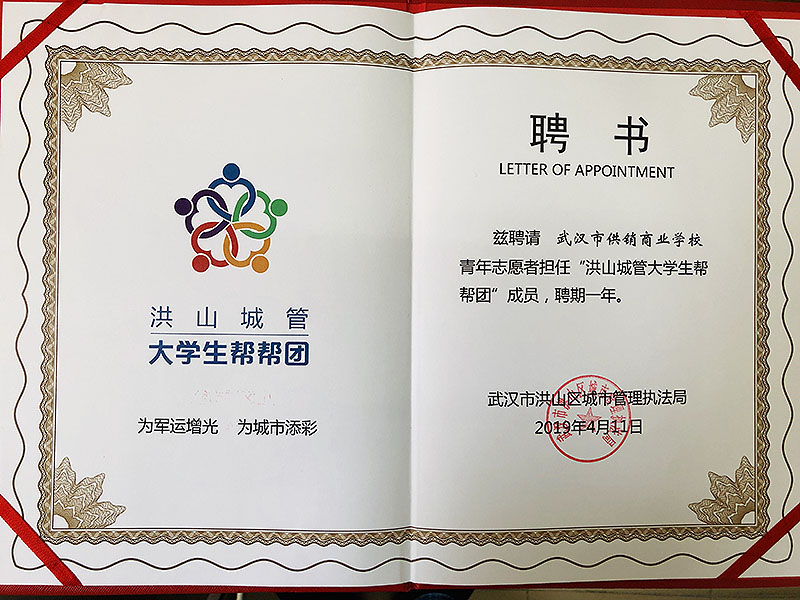 洪山城管
大学生帮帮团
为军运增光 为城市添彩
聘书
LETTER OF APPOINTMENT
兹聘请 武汉市供销商业学校
青年志愿者担任“洪山城管大学生帮
帮团”成员，聘期一年。
武汉市洪山区城市管理执法局
2019年4月11日